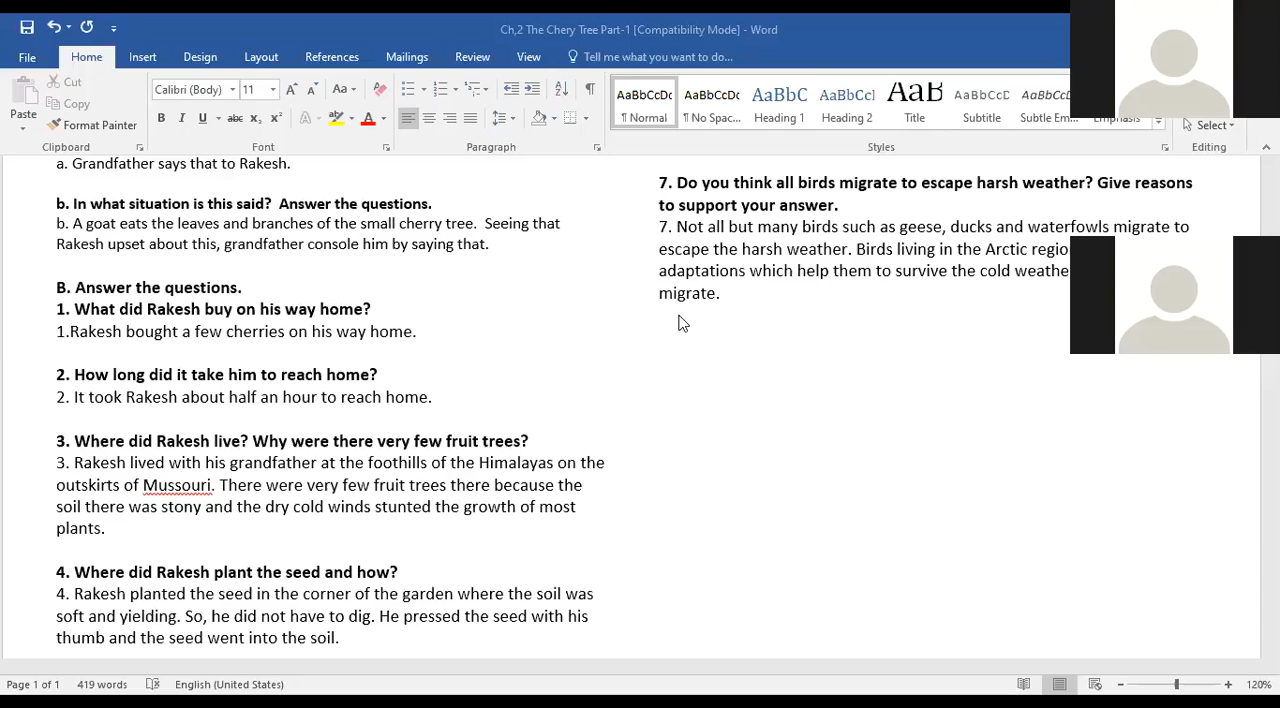 Ch,2 The Chery Tree Part-1 [Compatibility Mode] - Word
File Home Insert Design Layout References Mailings Review View Tell me what you want to do...
Cut
Copy
Format Painter
Paste
Clipboard
Calibri (Body) 11
Font
Paragraph
AaBbCcDc AaBbCcDc AaBbC AaBbCcl AaB AaBbCcD
¶ Normal ¶ No Spac... Heading 1 Heading 2 Title Subtitle Subtle Em... Emphasis
Styles
Select
Editing
a. Grandfather says that to Rakesh.
b. In what situation is this said? Answer the questions.
b. A goat eats the leaves and branches of the small cherry tree. Seeing that
Rakesh upset about this, grandfather console him by saying that.
B. Answer the questions.
1. What did Rakesh buy on his way home?
1.Rakesh bought a few cherries on his way home.
2. How long did it take him to reach home?
2. It took Rakesh about half an hour to reach home.
3. Where did Rakesh live? Why were there very few fruit trees?
3. Rakesh lived with his grandfather at the foothills of the Himalayas on the
outskirts of Mussouri. There were very few fruit trees there because the
soil there was stony and the dry cold winds stunted the growth of most
plants.
4. Where did Rakesh plant the seed and how?
4. Rakesh planted the seed in the corner of the garden where the soil was
soft and yielding. So, he did not have to dig. He pressed the seed with his
thumb and the seed went into the soil.
7. Do you think all birds migrate to escape harsh weather? Give reasons
to support your answer.
7. Not all but many birds such as geese, ducks and waterfowls migrate to
escape the harsh weather. Birds living in the Arctic
adaptations which help them to survive the cold
migrate.
Page 1 of 1 419 words English (United States) 120%